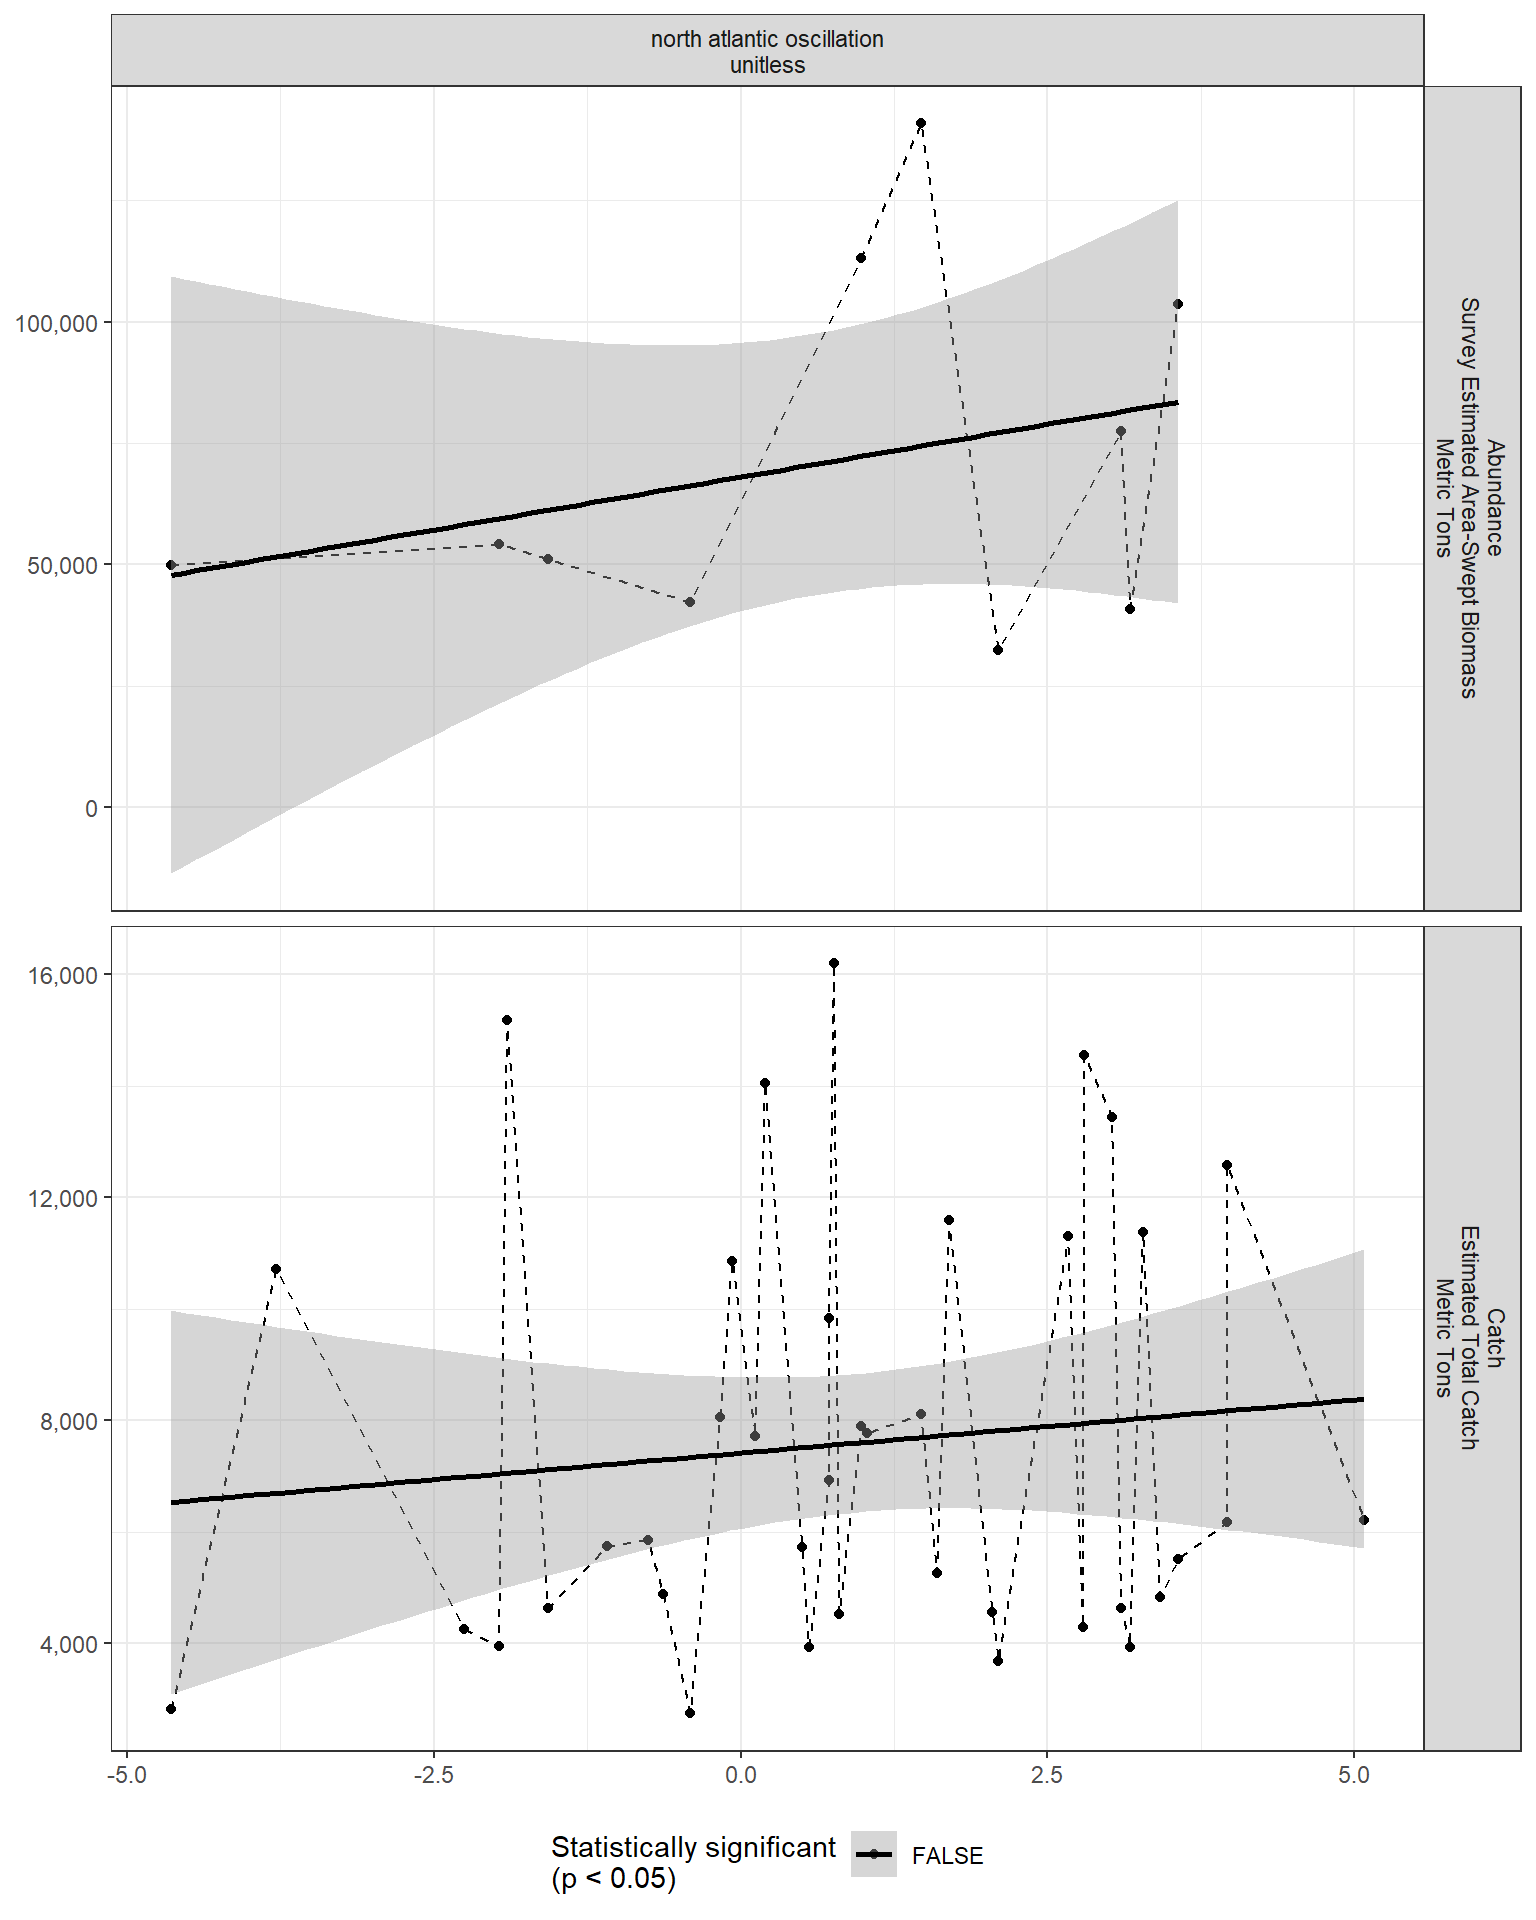 north atlantic oscillation
unitless
100,000
50,000
0
Abundance
Survey Estimated Area-Swept Biomass
Metric Tons
16,000
12,000
8,000
4,000
Catch
Estimated Total Catch
Metric Tons
-5.0
-2.5
0.0
2.5
5.0
Statistically significant
(p < 0.05)
FALSE